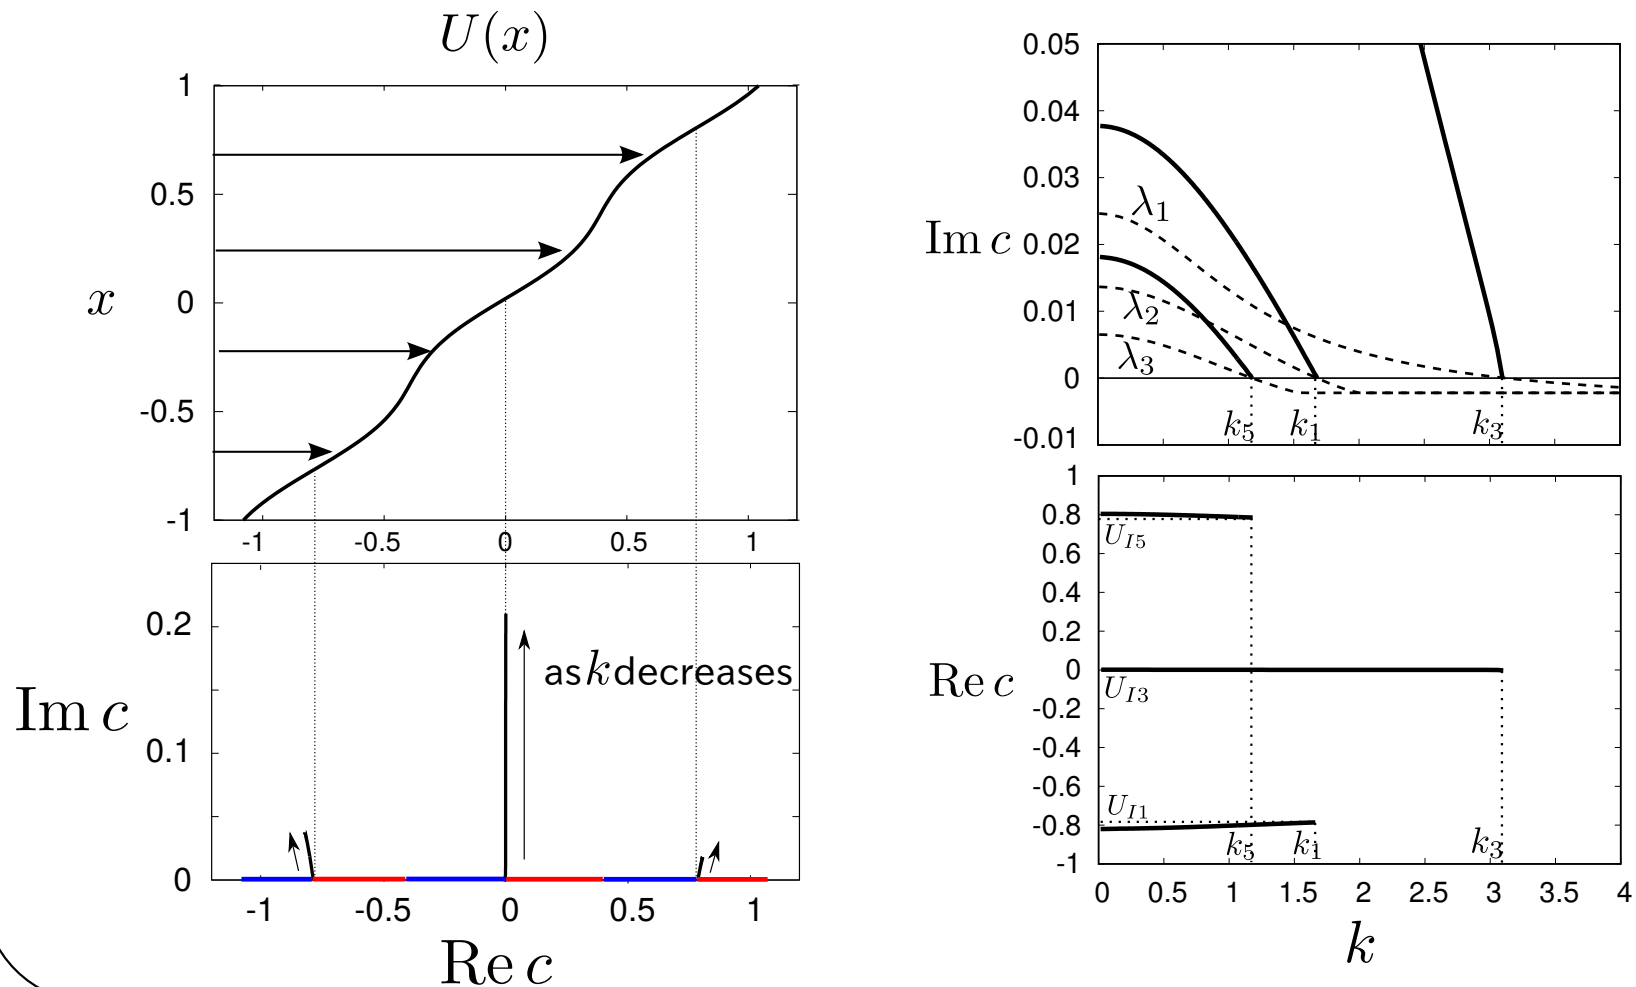 U(x)
1
0.5
x
0
-0.5
-1
-1 -0.5 0 0.5 1
0.2
as k decreases
Im c
0.1
0
-1 -0.5 0 0.5 1
Re c
0.05
0.04
0.03
λ1
Im c 0.02
λ2
0.01
λ3
0
k5 k1 k3
-0.01
1
0.8
UI5
0.6
0.4
0.2
Re c 0
UI3
-0.2
-0.4
-0.6
UI1
-0.8
k5 k1 k3
-1
0 0.5 1 1.5 2 2.5 3 3.5 4
k